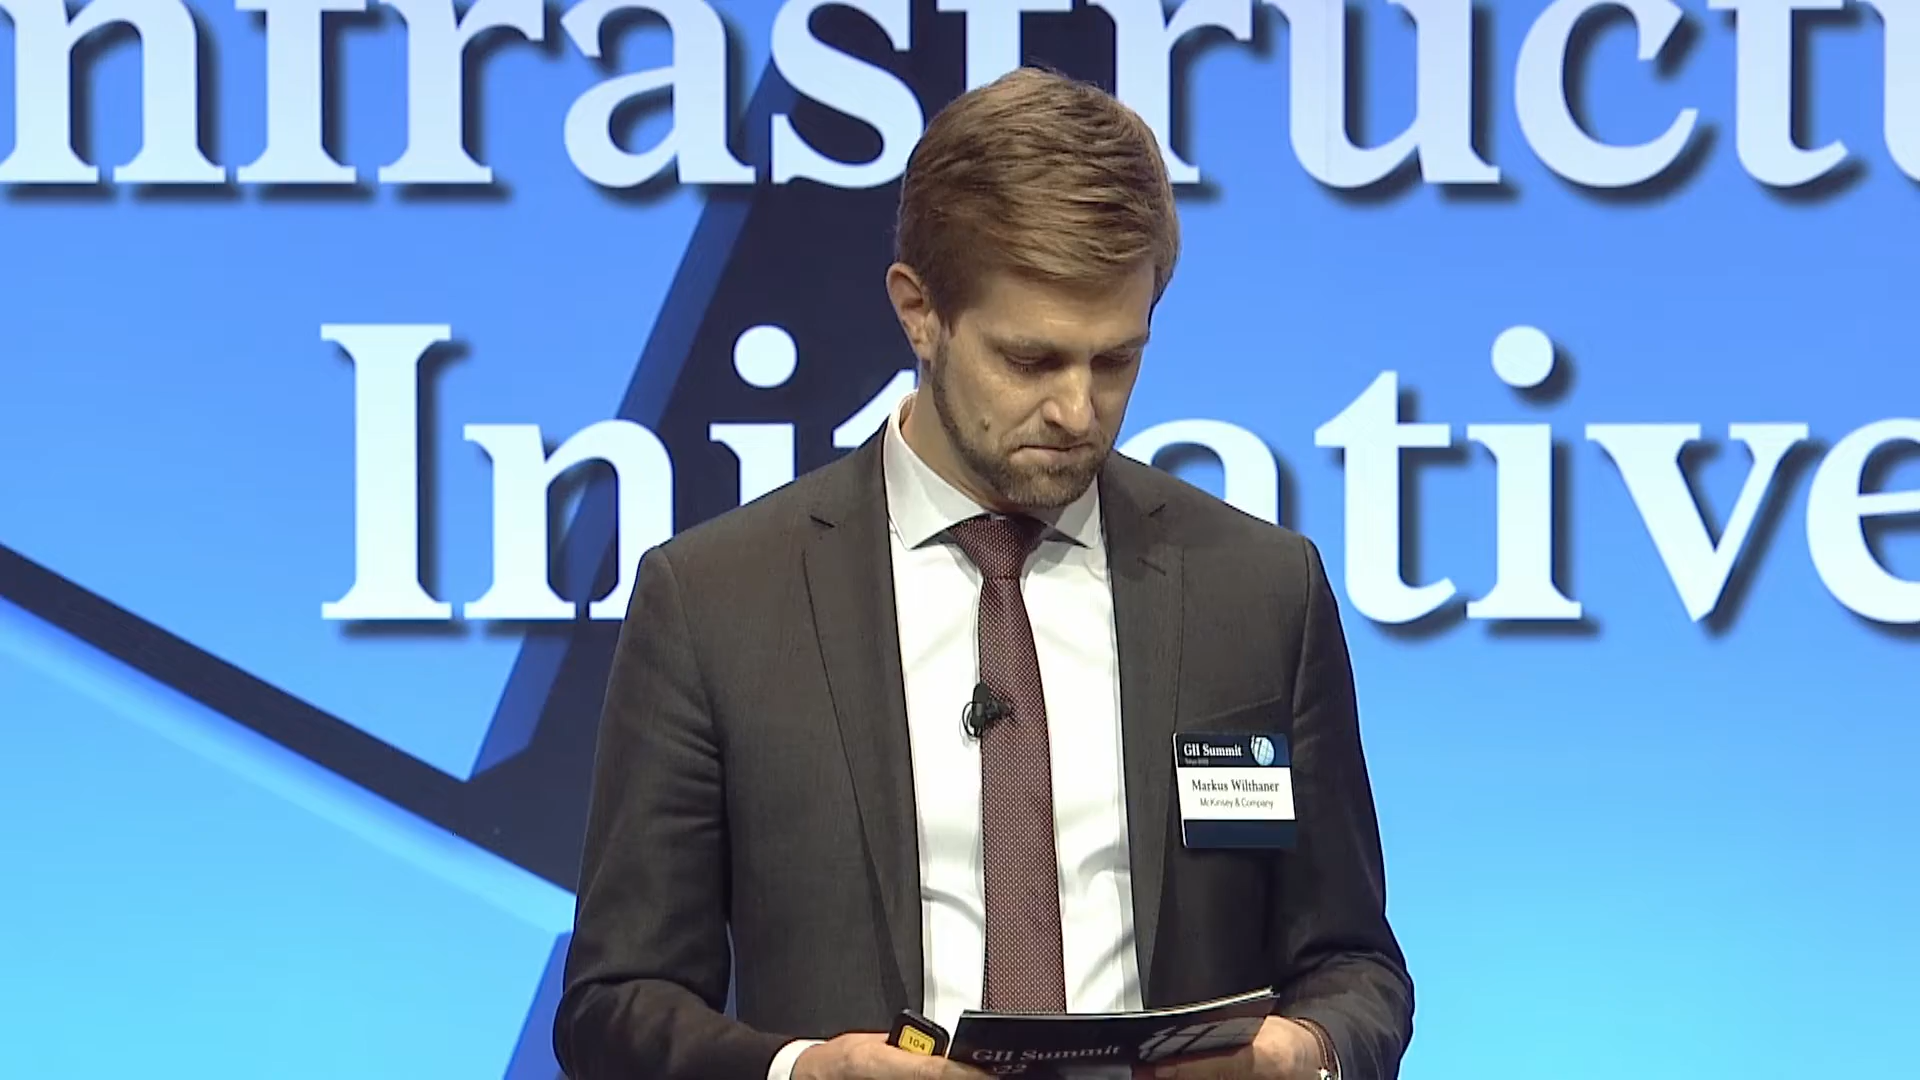 nfrastructu
Initiative
GII Summit
Markus Wilthaner
McKinsey & Company
104
GII Summit